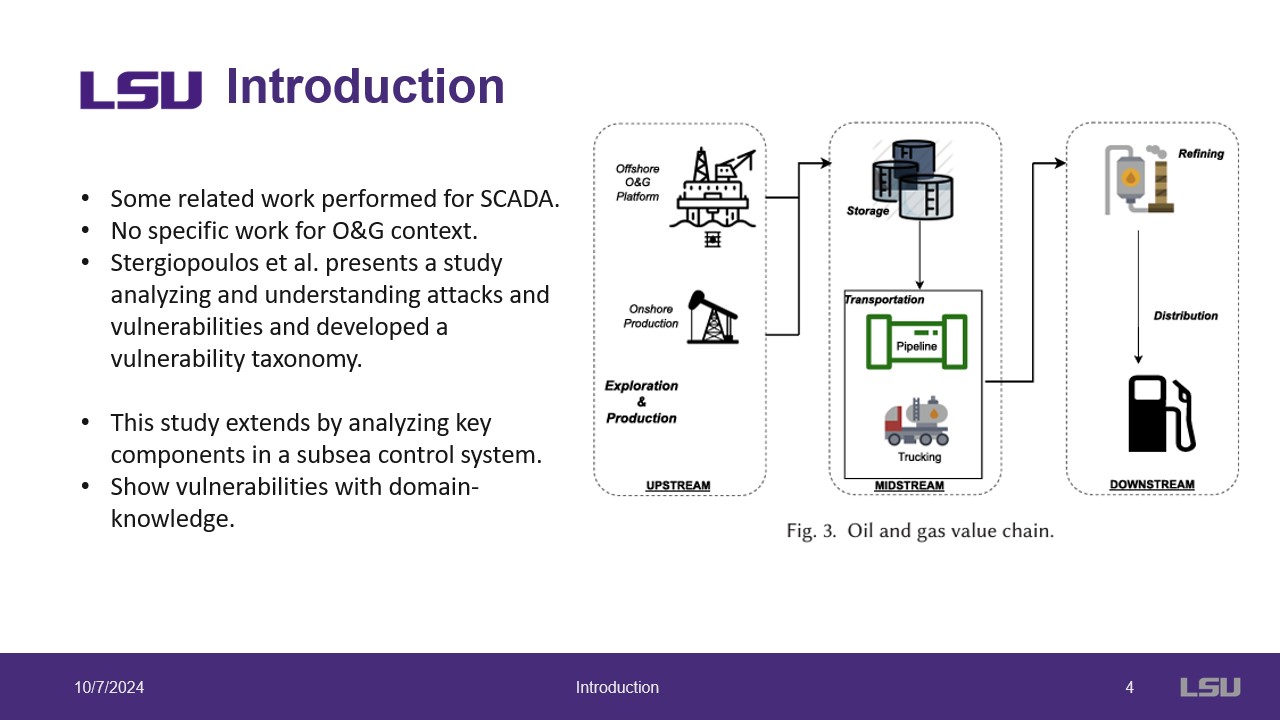 LSU Introduction
• Some related work performed for SCADA.
• No specific work for O&G context.
• Stergiopoulos et al. presents a study
analyzing and understanding attacks and
vulnerabilities and developed a
vulnerability taxonomy.
• This study extends by analyzing key
components in a subsea control system.
• Show vulnerabilities with domain-
knowledge.
Offshore
O&G
Platform
Onshore
Production
Exploration
&
Production
UPSTREAM
Storage
Transportation
Pipeline
Trucking
MIDSTREAM
Refining
Distribution
DOWNSTREAM
Fig. 3. Oil and gas value chain.
10/7/2024
Introduction
4
LSU